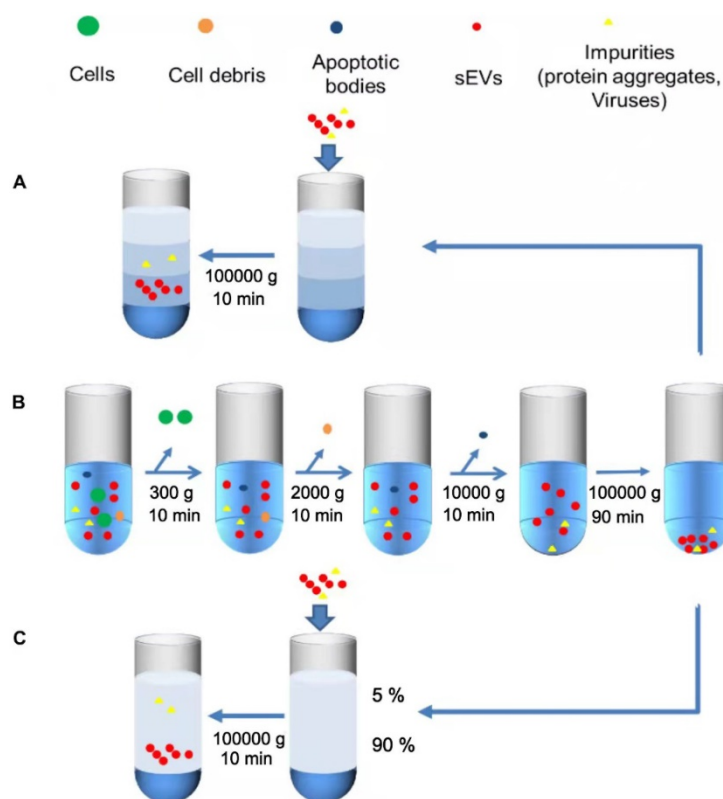 Cells
Cell debris
Apoptotic
bodies
sEVs
Impurities
(protein aggregates,
Viruses)
A
100000 g
10 min
B
300 g
10 min
2000 g
10 min
10000 g
10 min
100000 g
90 min
C
100000 g
10 min
5 %
90 %